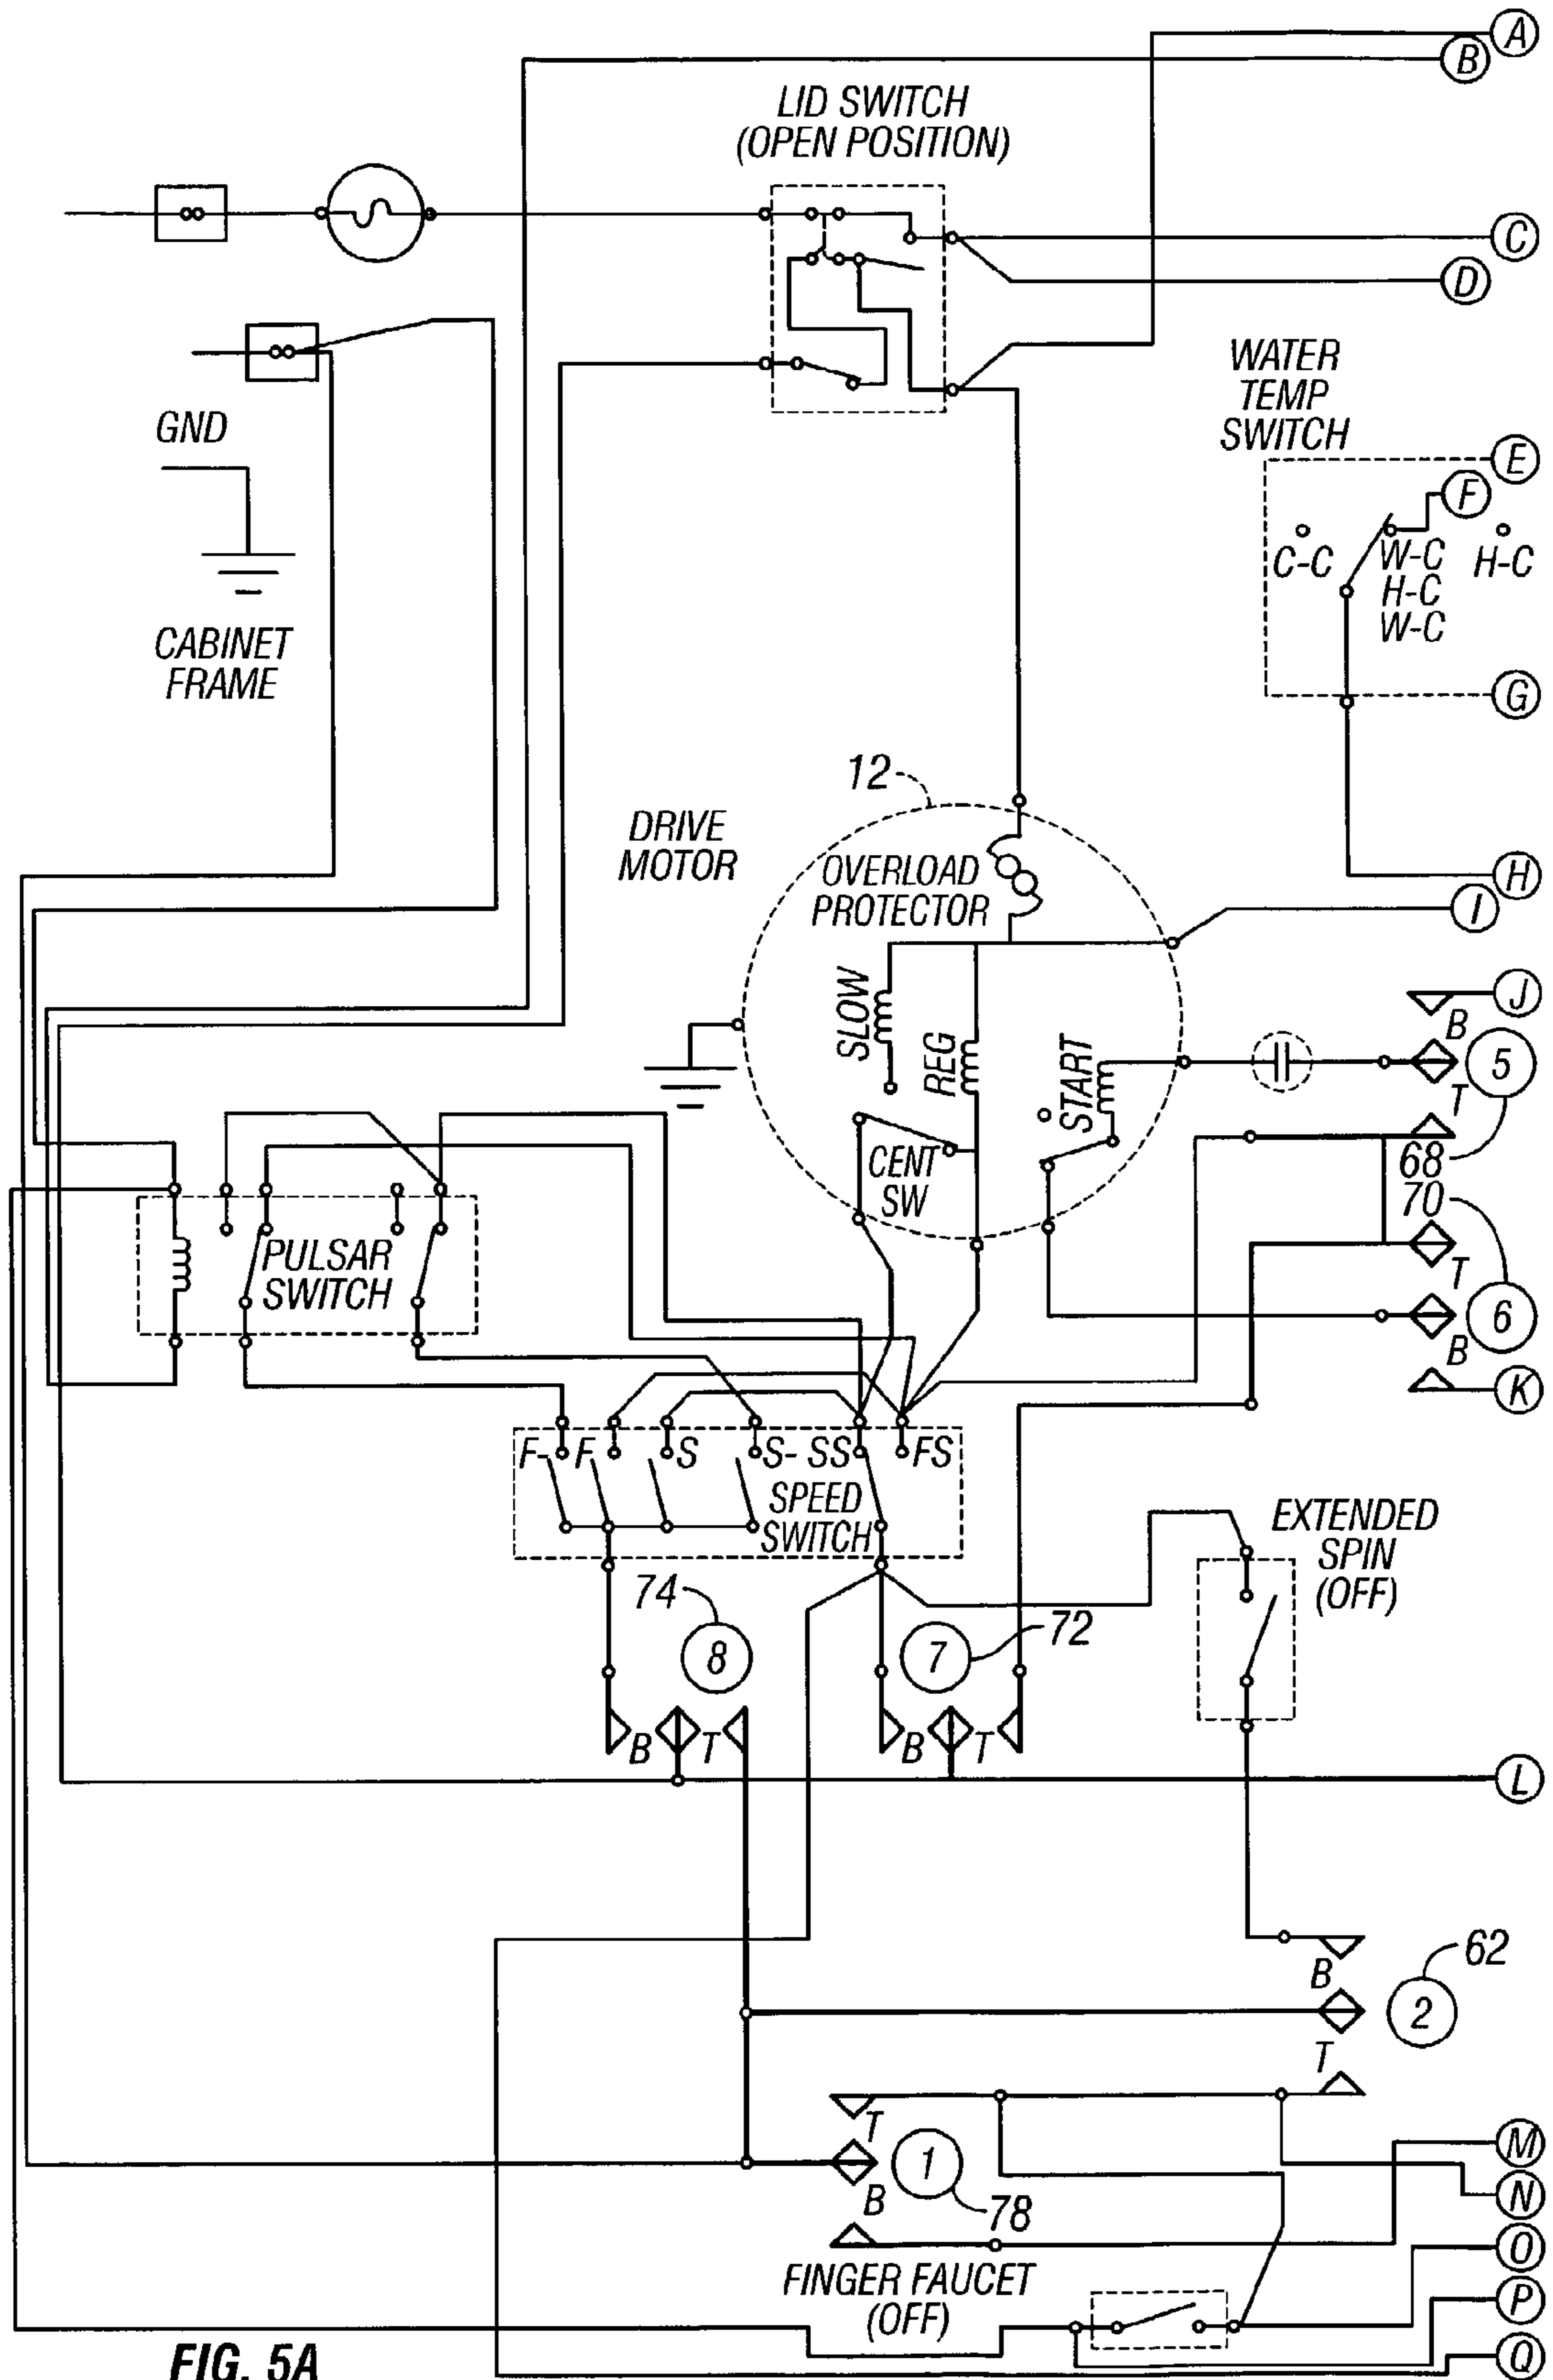 A
B
LID SWITCH
(OPEN POSITION)
C
D
WATER
TEMP
SWITCH
GND
E
F
C-C
W-C
H-C
H-C
W-C
CABINET
FRAME
G
12
DRIVE
MOTOR
OVERLOAD
PROTECTOR
H
I
SLOW
REG
START
J
B
5
T
68
CENT
SW
70
PULSAR
SWITCH
T
6
B
K
F-
F
S
S-
SS
FS
SPEED
SWITCH
EXTENDED
SPIN
(OFF)
74
8
7
72
B
T
B
T
L
62
B
2
T
T
1
B
78
M
N
O
FINGER FAUCET
(OFF)
P
Q
FIG. 5A